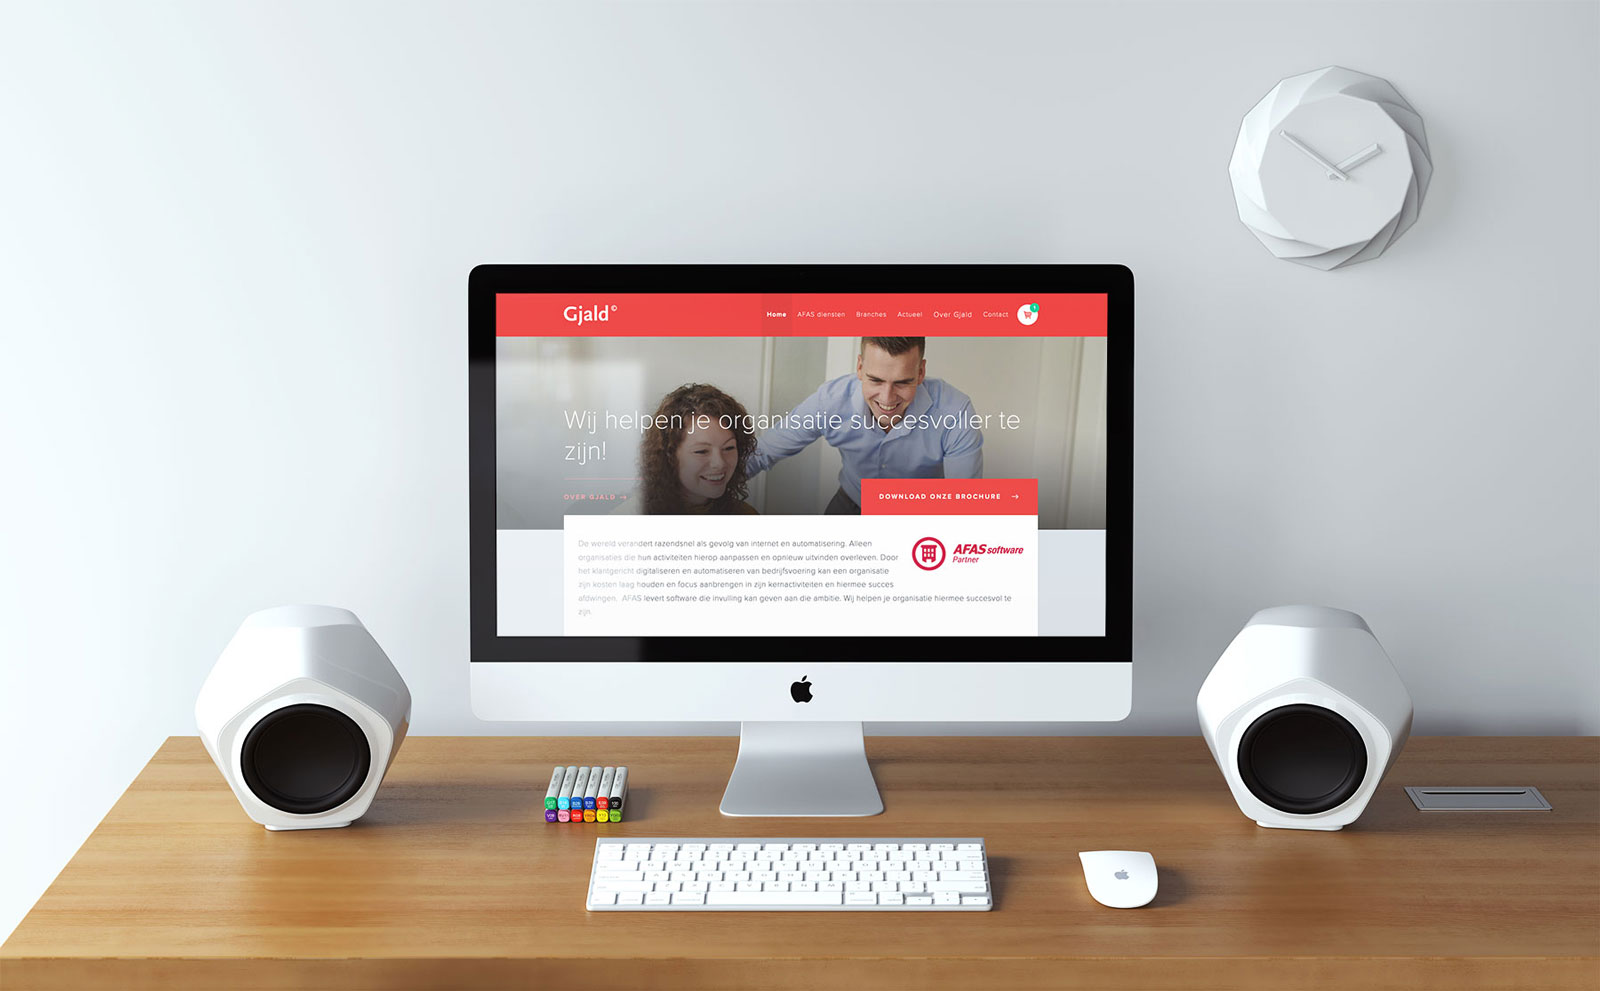 Gjald©
Home AFAS diensten Branches Actueel Over Gjald Contact
1
Wij helpen je organisatie succesvoller te
zijn!
OVER GJALD →
DOWNLOAD ONZE BROCHURE →
De wereld verandert razendsnel als gevolg van internet en automatisering. Alleen
organisaties die hun activiteiten hierop aanpassen en opnieuw uitvinden overleven. Door
het klantgericht digitaliseren en automatiseren van bedrijfsvoering kan een organisatie
zijn kosten laag houden en focus aanbrengen in zijn kernactiviteiten en hiermee succes
afdwingen. AFAS levert software die invulling kan geven aan die ambitie. Wij helpen je organisatie hiermee succesvol te
zijn.
AFAS software
Partner